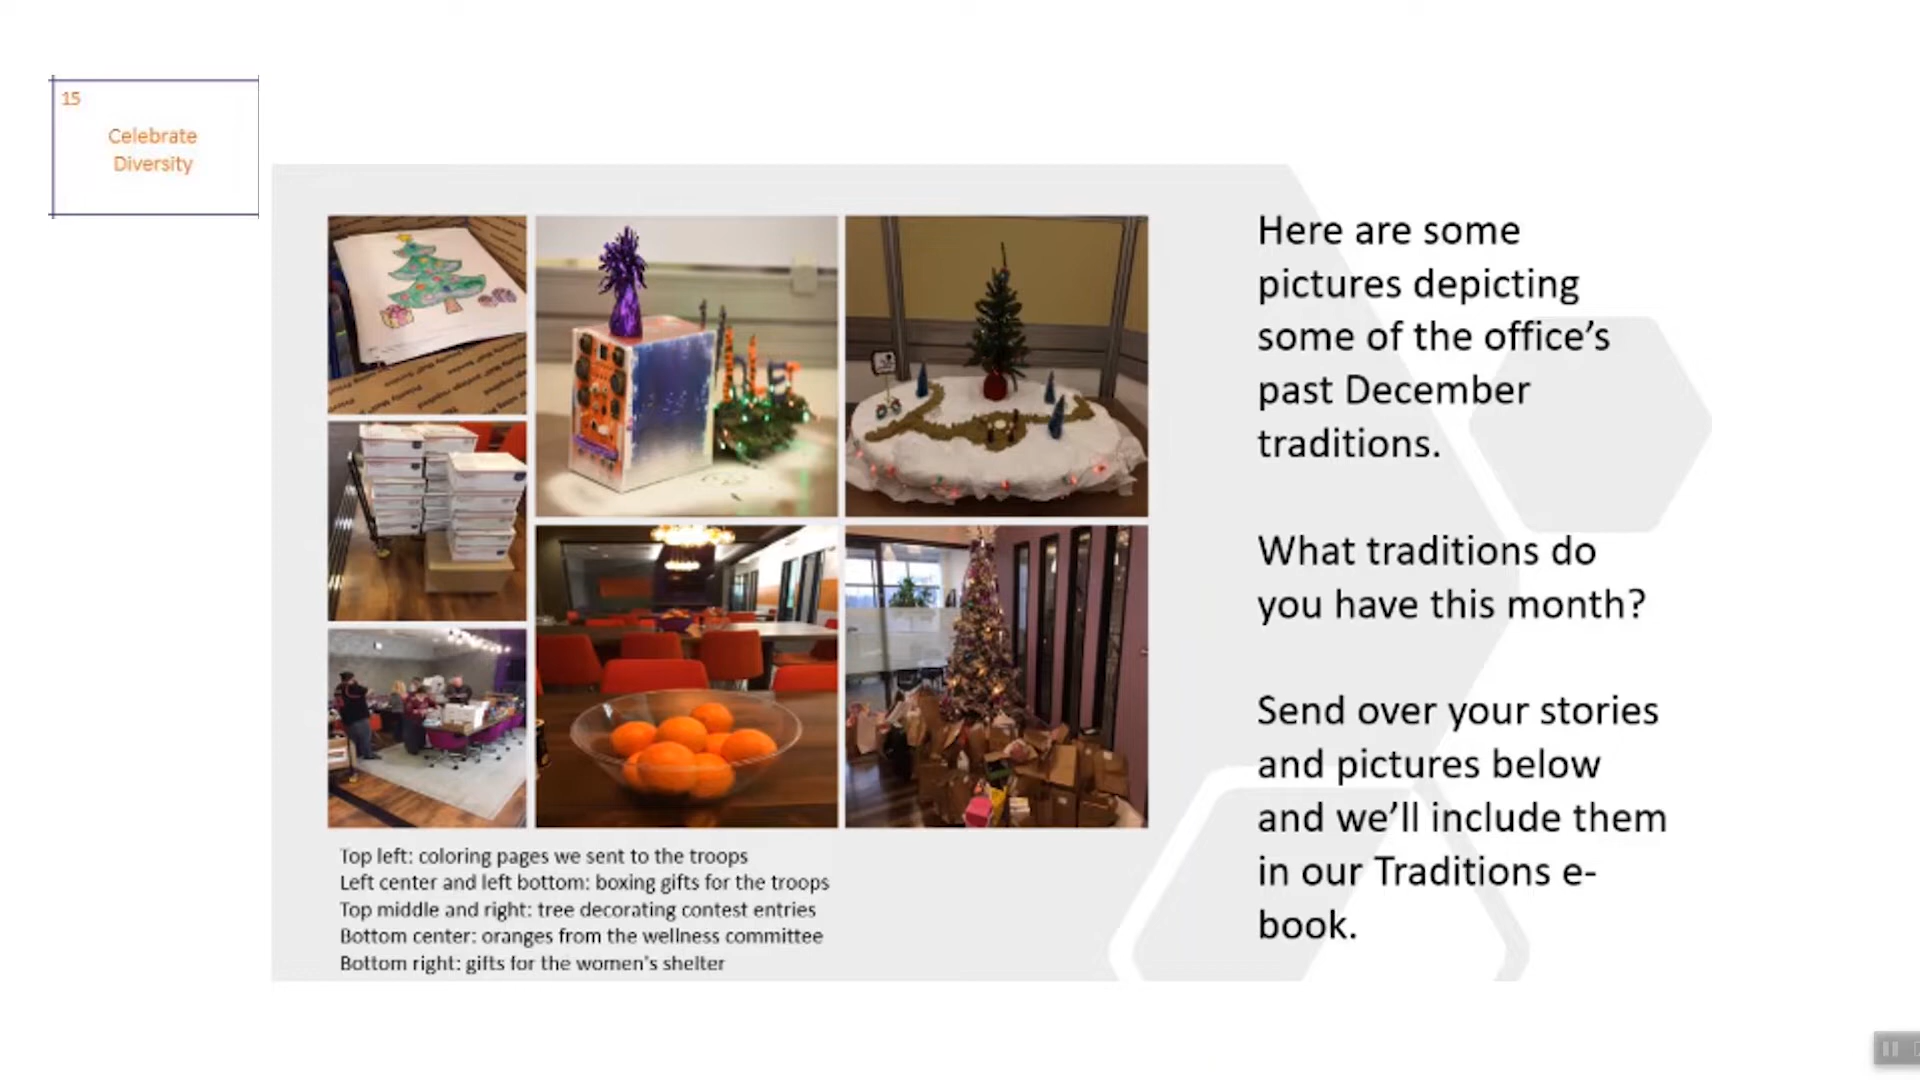 15
Celebrate
Diversity
Here are some
pictures depicting
some of the office’s
past December
traditions.
What traditions do
you have this month?
Send over your stories
and pictures below
and we’ll include them
in our Traditions e-
book.
Top left: coloring pages we sent to the troops
Left center and left bottom: boxing gifts for the troops
Top middle and right: tree decorating contest entries
Bottom center: oranges from the wellness committee
Bottom right: gifts for the women's shelter